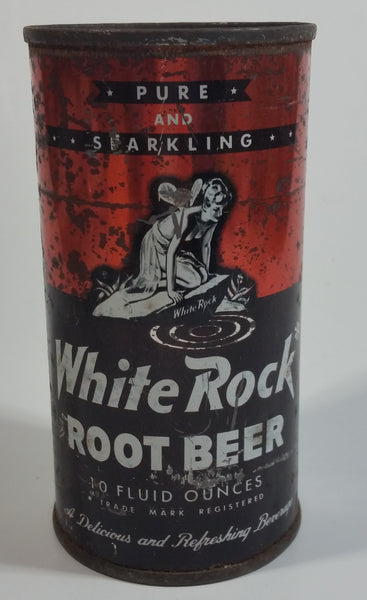 PURE
AND
SPARKLING
White Rock
White Rock
ROOT BEER
10 FLUID OUNCES
TRADE MARK REGISTERED
A Delicious and Refreshing Beverage